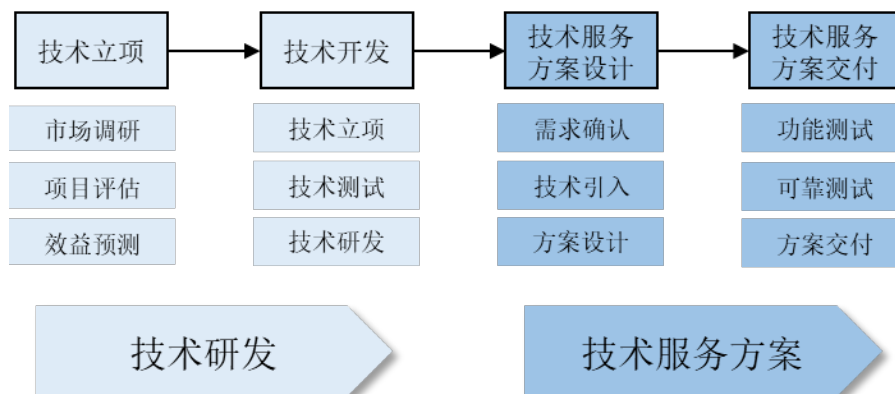 技术立项
技术开发
技术服务
方案设计
技术服务
方案交付
市场调研
技术立项
需求确认
功能测试
项目评估
技术测试
技术引入
可靠测试
效益预测
技术研发
方案设计
方案交付
技术研发
技术服务方案